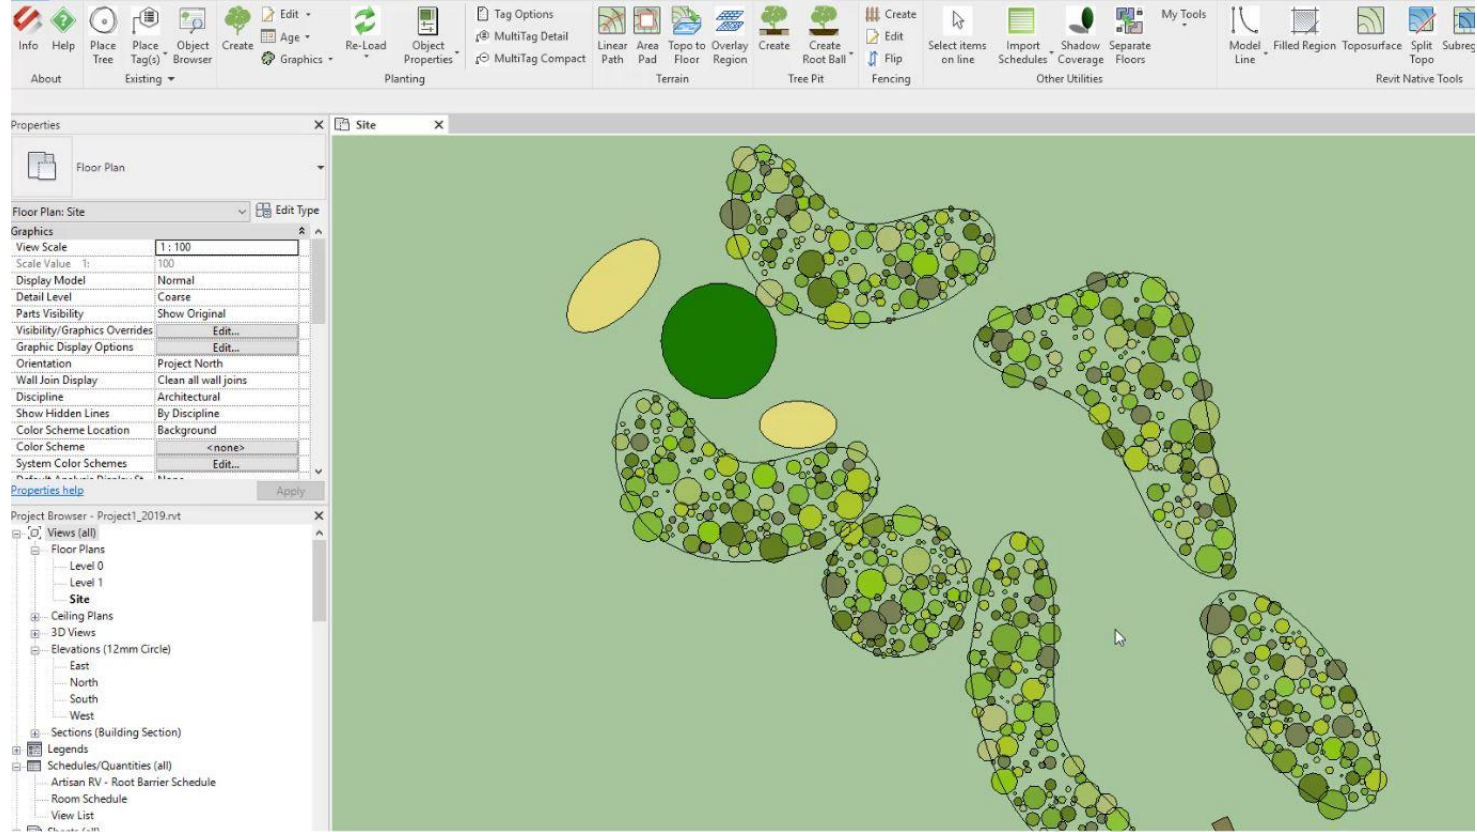 Info Help Place Tree Place Tag(s) Object Browser Create Edit Age Graphics Re-Load Object Properties Tag Options MultiTag Detail MultiTag Compact Linear Path Area Pad Topo to Floor Overlay Region Create Create Root Ball Create Edit Flip Select items on line Import Schedules Shadow Coverage Separate Floors My Tools Model Line Filled Region Toposurface Split Topo
About Existing Planting Terrain Tree Pit Fencing Other Utilities Revit Native Tools
Properties X
Site X
Floor Plan
Floor Plan: Site Edit Type
Graphics
View Scale 1 : 100
Scale Value 1: 100
Display Model Normal
Detail Level Coarse
Parts Visibility Show Original
Visibility/Graphics Overrides Edit...
Graphic Display Options Edit...
Orientation Project North
Wall Join Display Clean all wall joins
Discipline Architectural
Show Hidden Lines By Discipline
Color Scheme Location Background
Color Scheme <none>
System Color Schemes Edit...
Properties help Apply
Project Browser - Project1_2019.rvt X
Views (all)
Floor Plans
Level 0
Level 1
Site
Ceiling Plans
3D Views
Elevations (12mm Circle)
East
North
South
West
Sections (Building Section)
Legends
Schedules/Quantities (all)
Artisan RV - Root Barrier Schedule
Room Schedule
View List